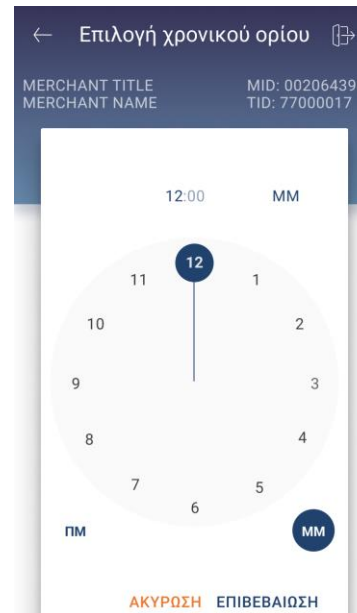 Επιλογή χρονικού ορίου
MERCHANT TITLE MID: 00206439
MERCHANT NAME TID: 77000017
12:00 ΜΜ
12
11 1
10 2
9 3
8 4
7 5
6
ΠΜ ΜΜ
ΑΚΥΡΩΣΗ ΕΠΙΒΕΒΑΙΩΣΗ